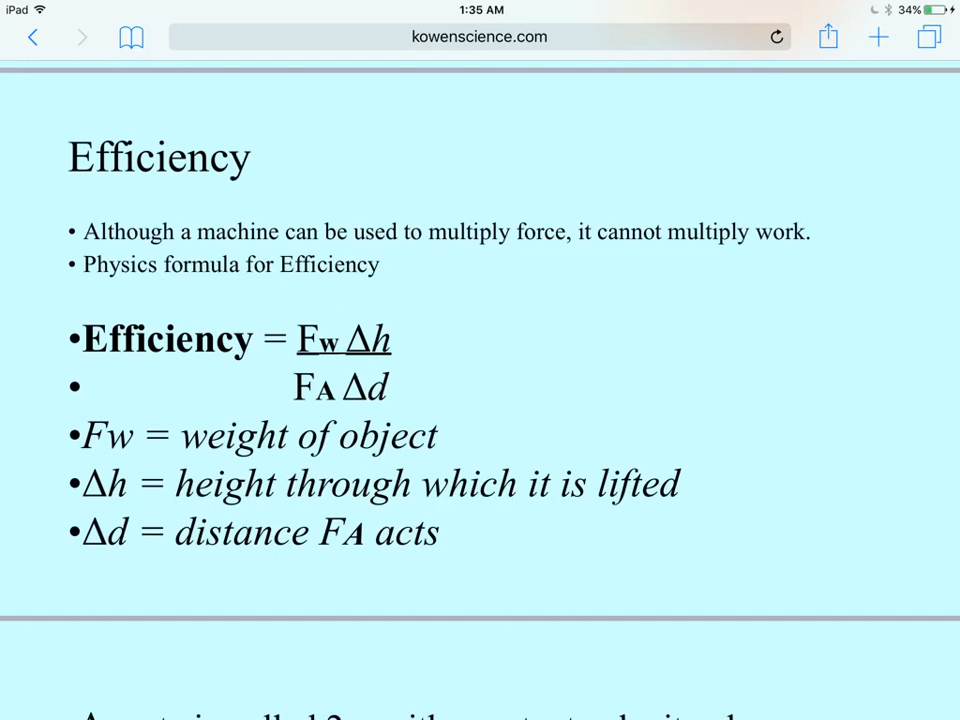 iPad 1:35 AM 34%
kowenscience.com
Efficiency
• Although a machine can be used to multiply force, it cannot multiply work.
• Physics formula for Efficiency
•Efficiency = Fw Δh
• FA Δd
•Fw = weight of object
•Δh = height through which it is lifted
•Δd = distance FA acts